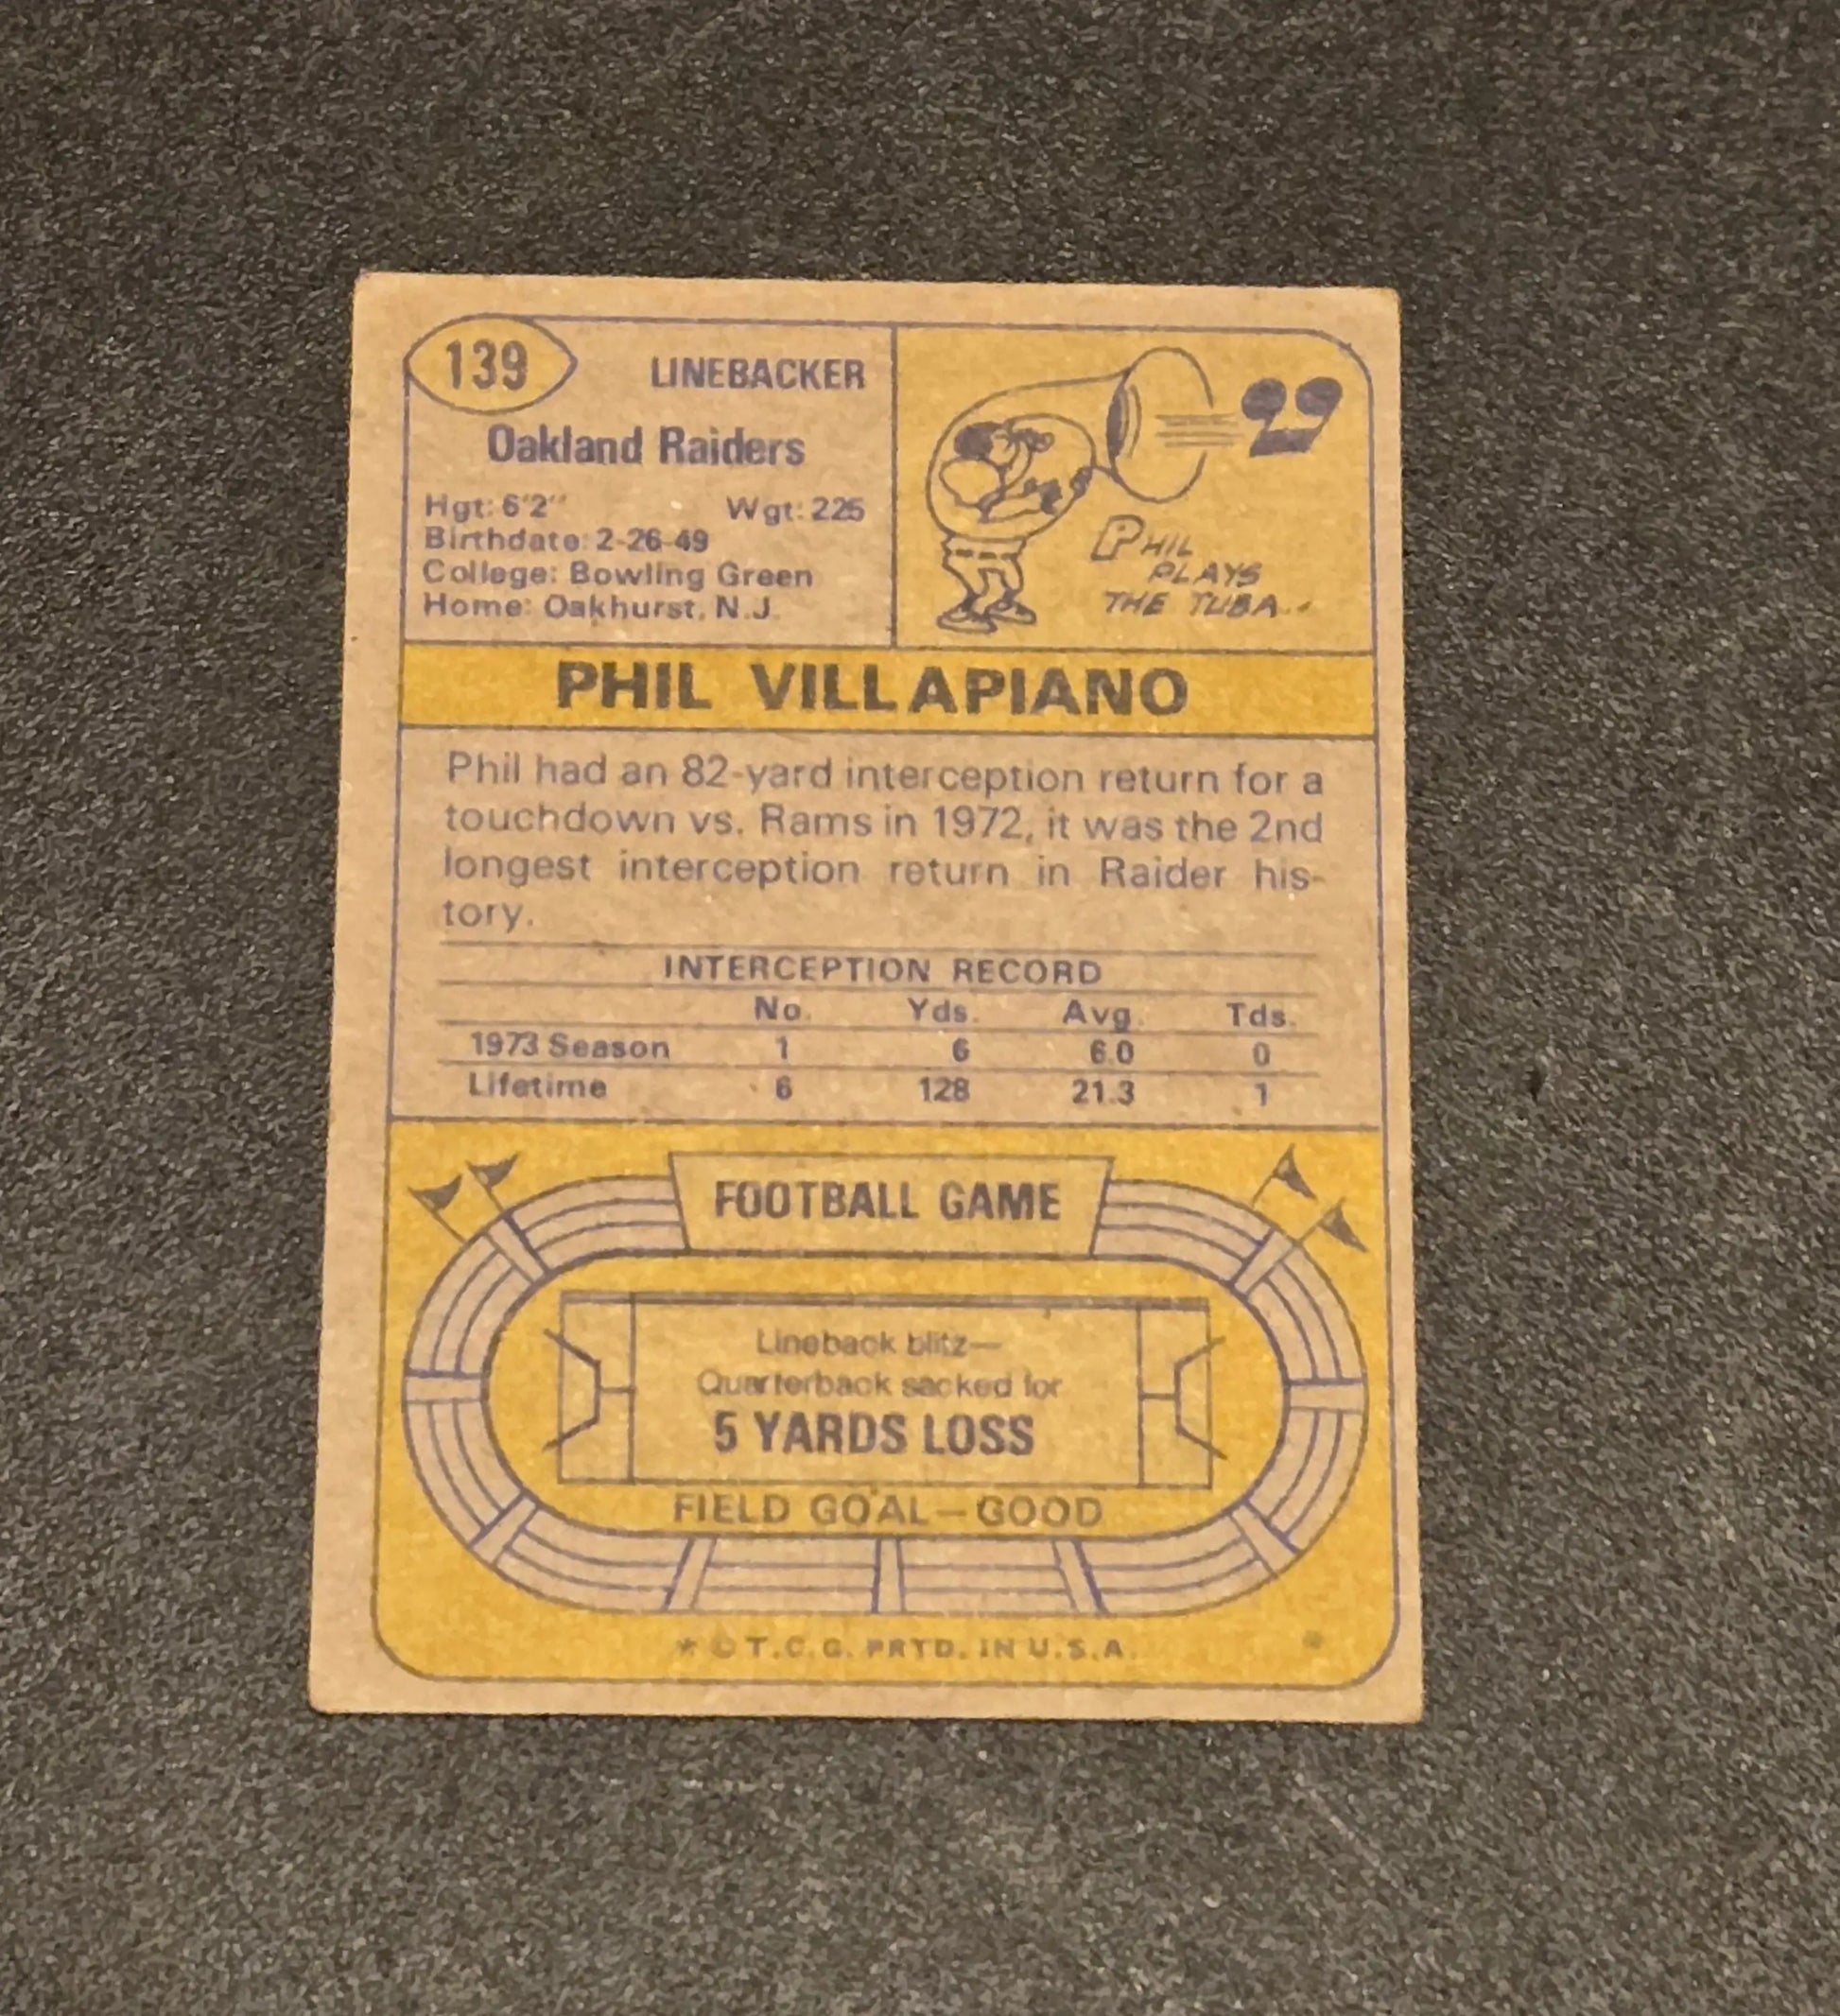 139
LINEBACKER
Oakland Raiders
Hgt: 6'2" Wgt: 225
Birthdate: 2-26-49
College: Bowling Green
Home: Oakhurst, N.J.
PHIL
PLAYS
THE TUBA..
PHIL VILLAPIANO
Phil had an 82-yard interception return for a
touchdown vs. Rams in 1972, it was the 2nd
longest interception return in Raider his-
tory.
INTERCEPTION RECORD
No. Yds. Avg. Tds.
1973 Season 1 6 6.0 0
Lifetime 6 128 21.3 1
FOOTBALL GAME
Lineback blitz—
Quarterback sacked for
5 YARDS LOSS
FIELD GOAL—GOOD
* © T.C.G. PRTD. IN U.S.A.